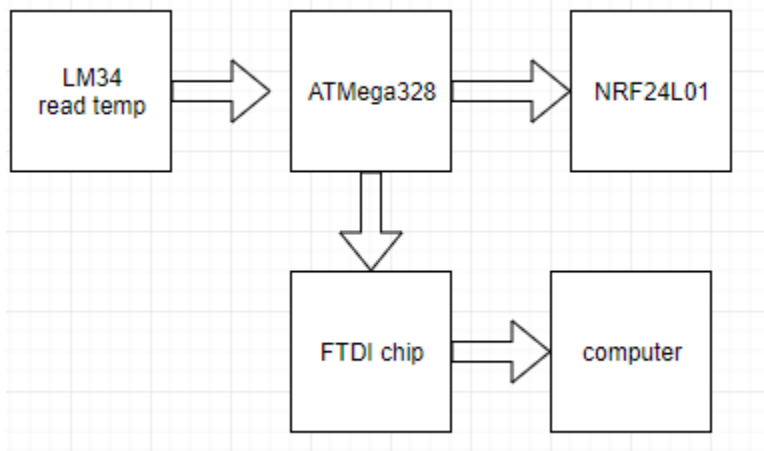 LM34
read temp
ATMega328
NRF24L01
FTDI chip
computer